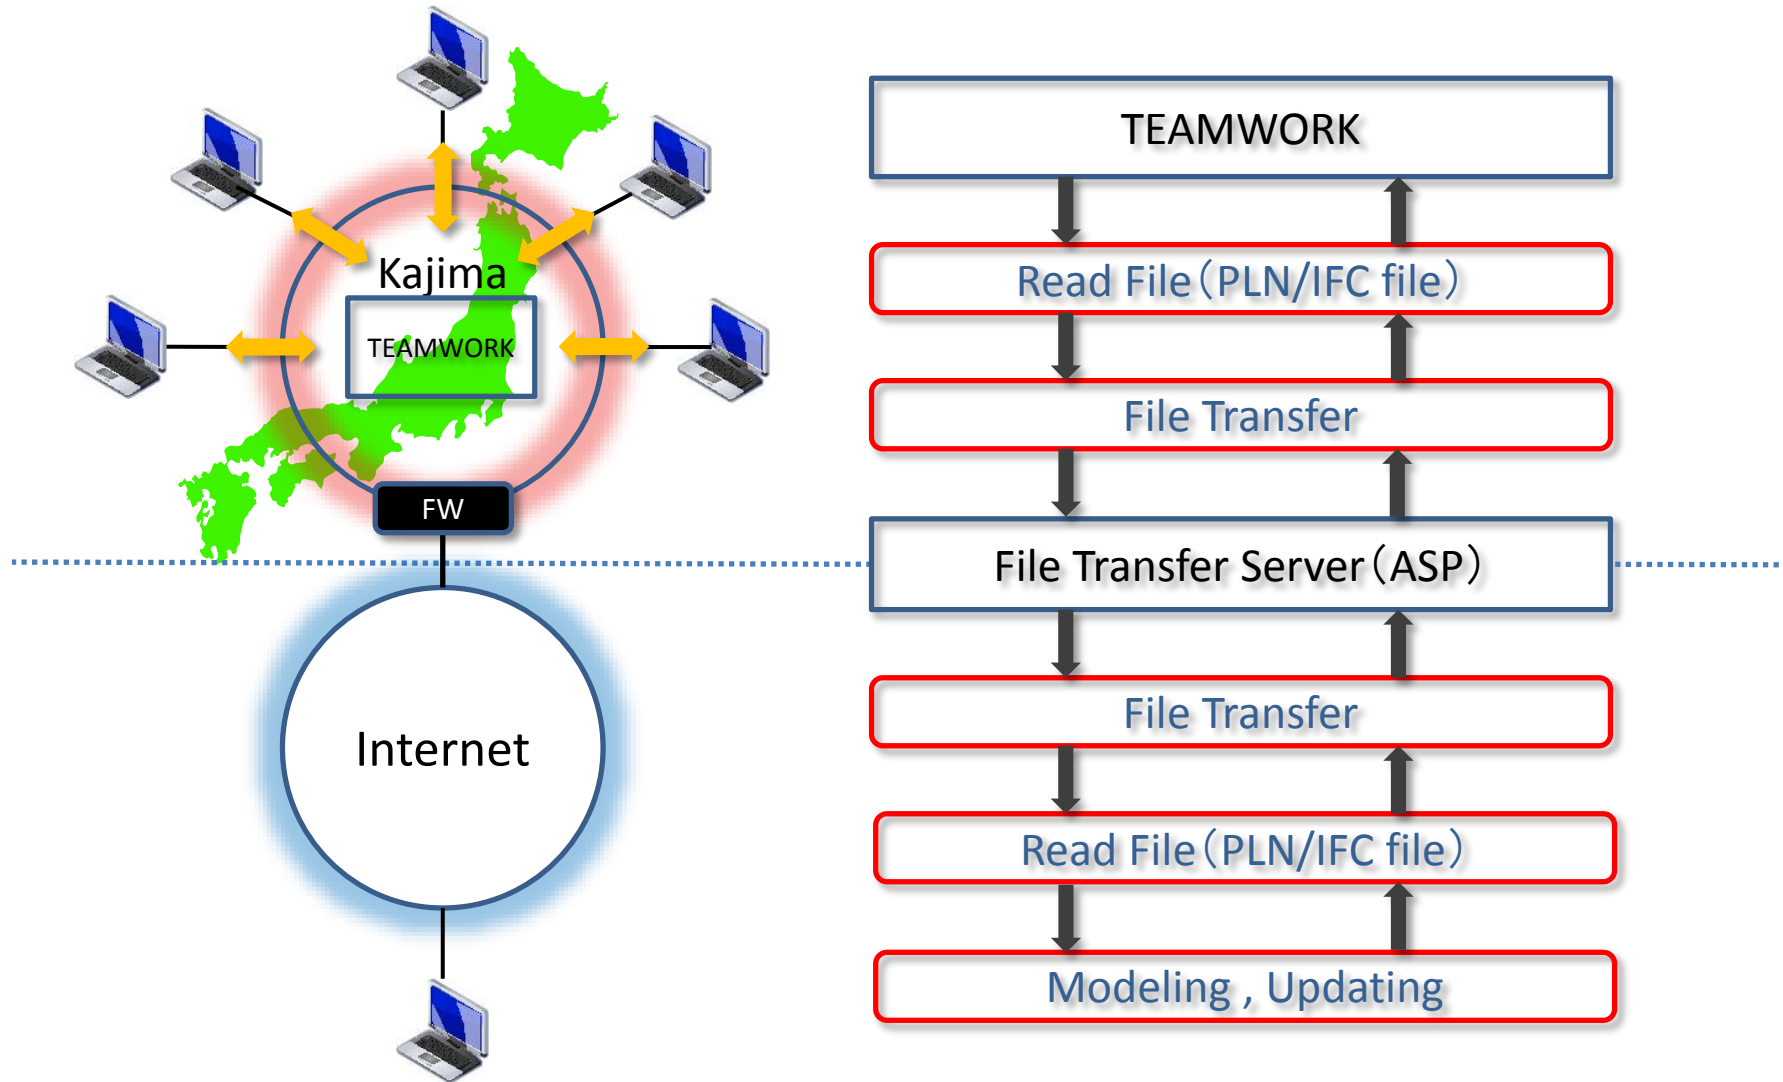 Kajima
TEAMWORK
FW
Internet
TEAMWORK
Read File（PLN/IFC file）
File Transfer
File Transfer Server（ASP）
File Transfer
Read File（PLN/IFC file）
Modeling , Updating